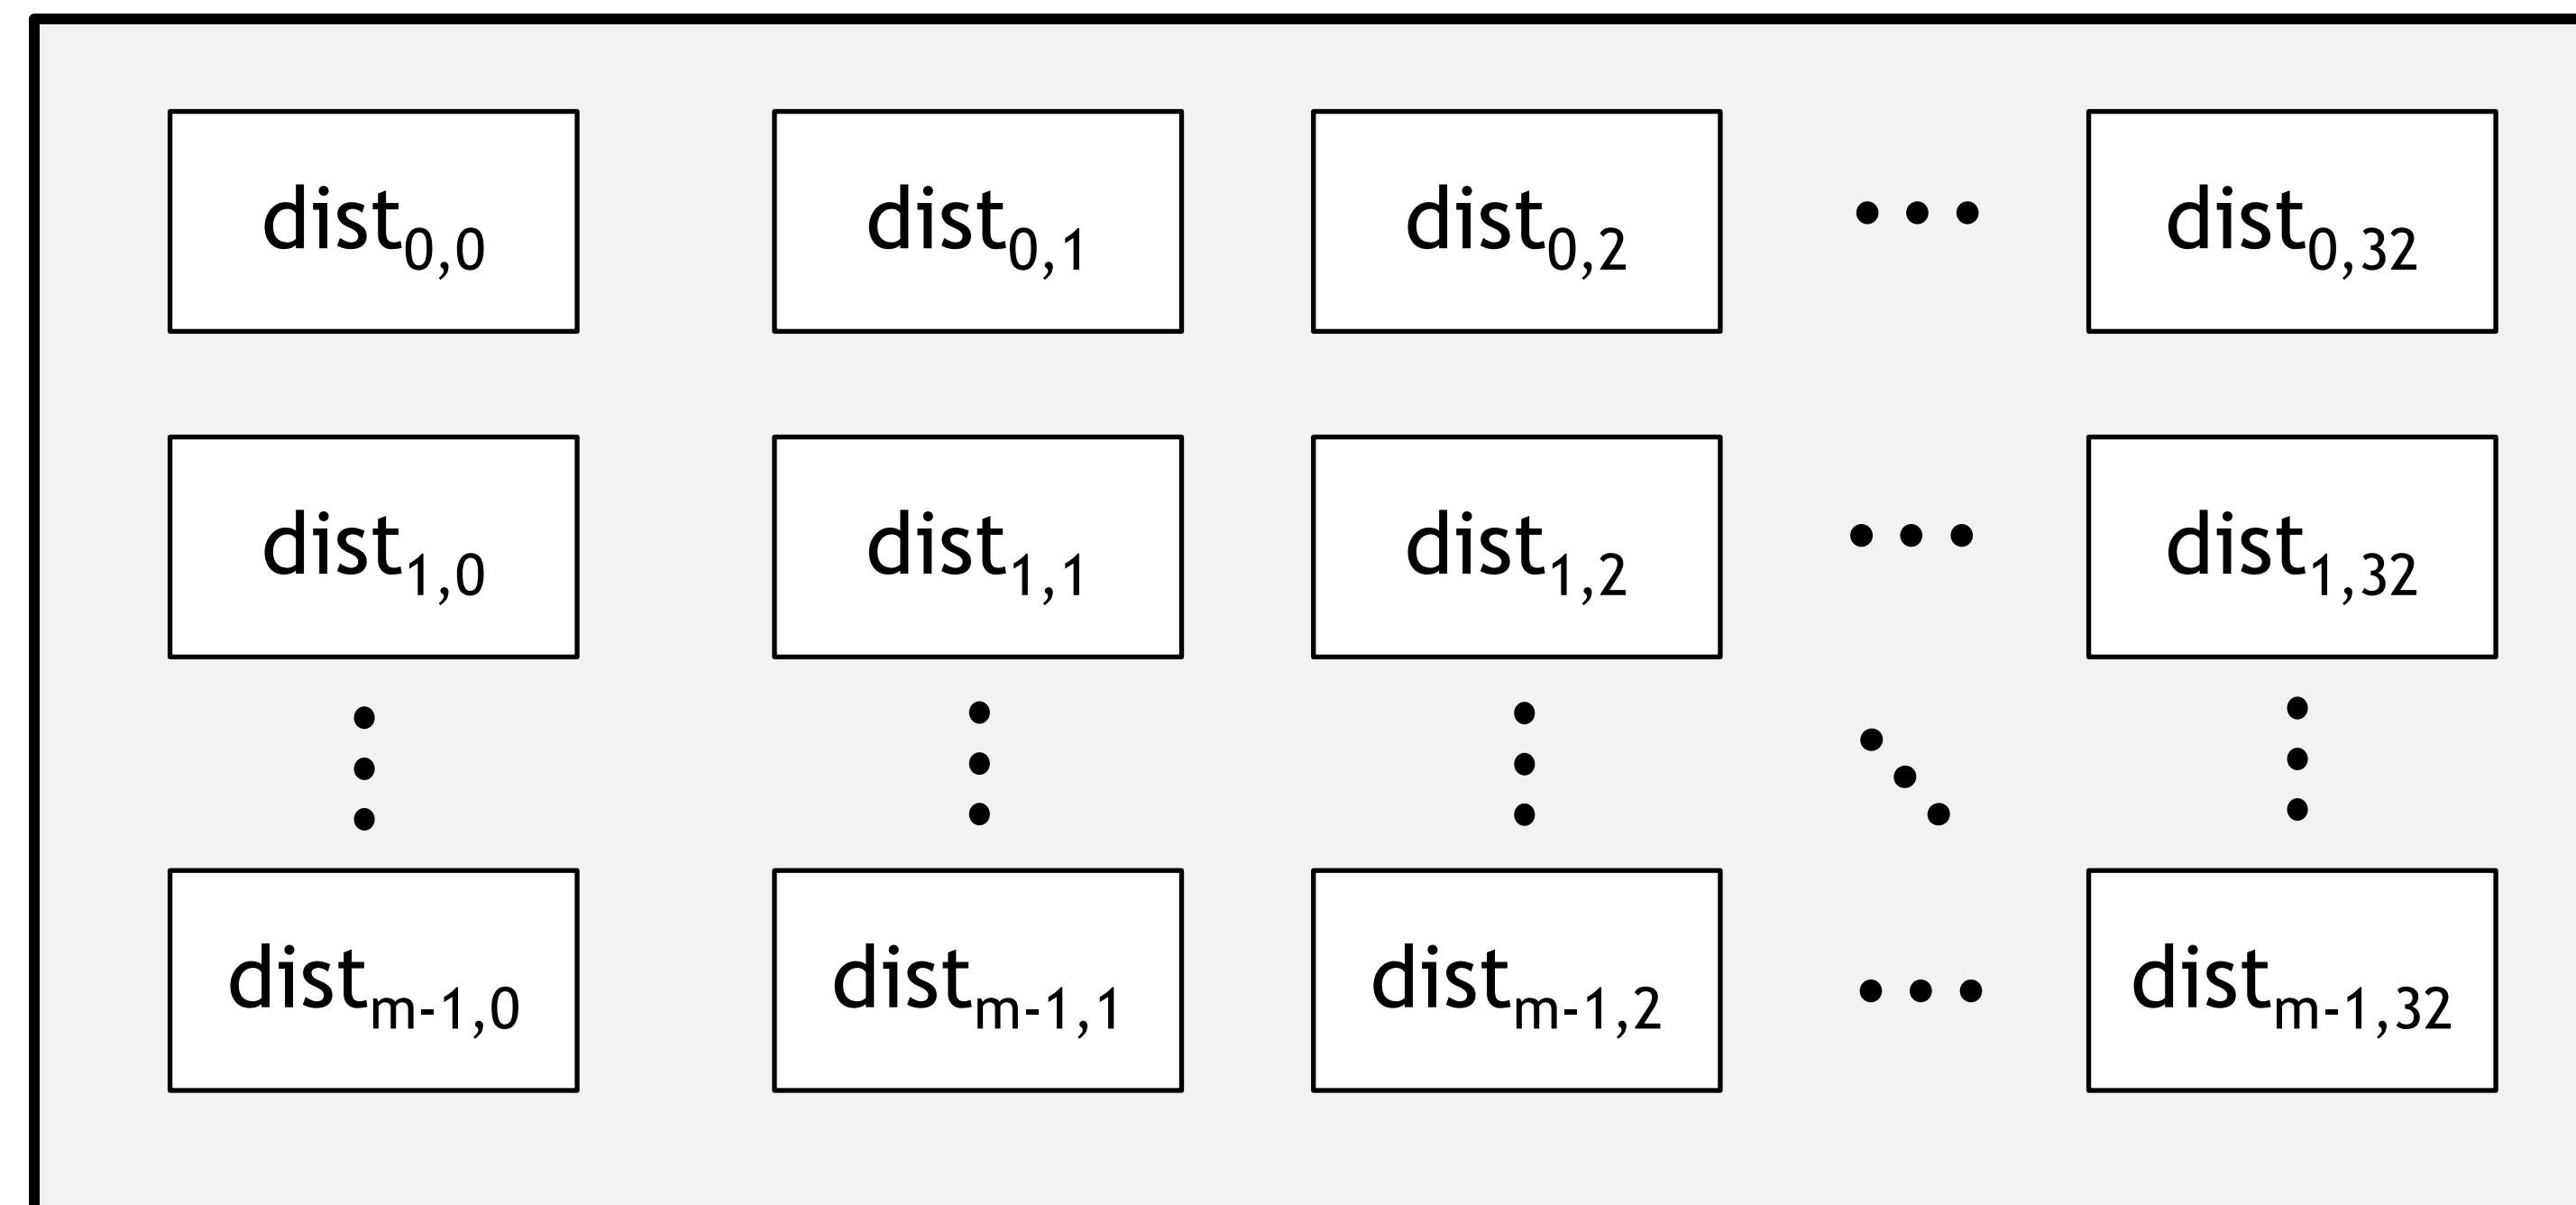 dist0,0 dist0,1 dist0,2 ••• dist0,32
dist1,0 dist1,1 dist1,2 ••• dist1,32
distm-1,0 distm-1,1 distm-1,2 ••• distm-1,32